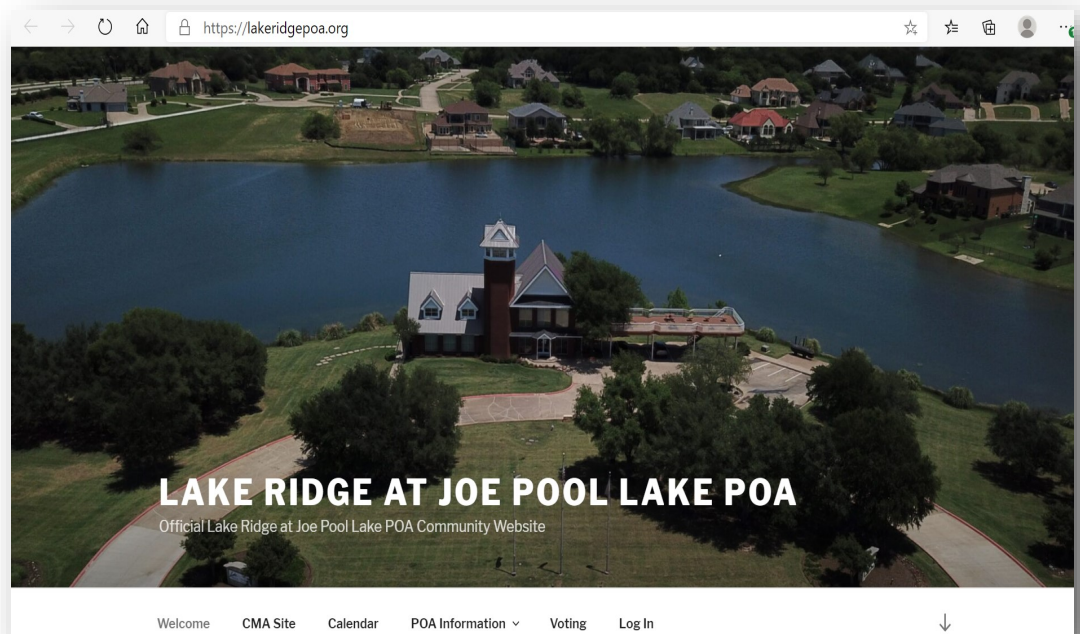 https://lakeridgepoa.org
LAKE RIDGE AT JOE POOL LAKE POA
Official Lake Ridge at Joe Pool Lake POA Community Website
Welcome CMA Site Calendar POA Information Voting Log In